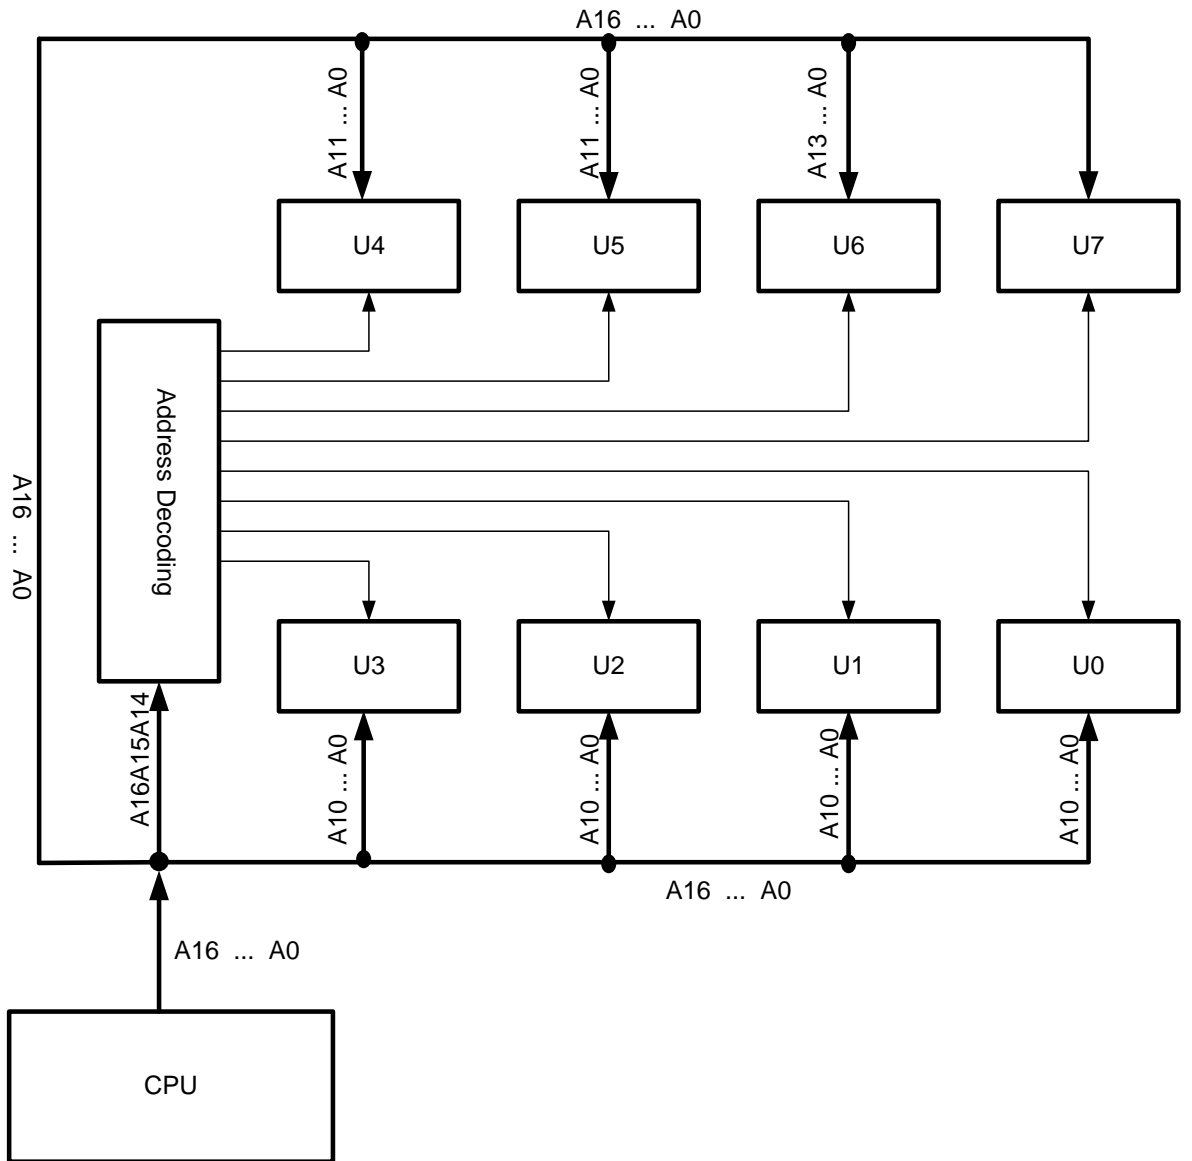 A16 ... A0
A11 ... A0
A11 ... A0
A13 ... A0
U4
U5
U6
U7
Address Decoding
A16 ... A0
U3
U2
U1
U0
A16A15A14
A10 ... A0
A10 ... A0
A10 ... A0
A10 ... A0
A16 ... A0
A16 ... A0
CPU